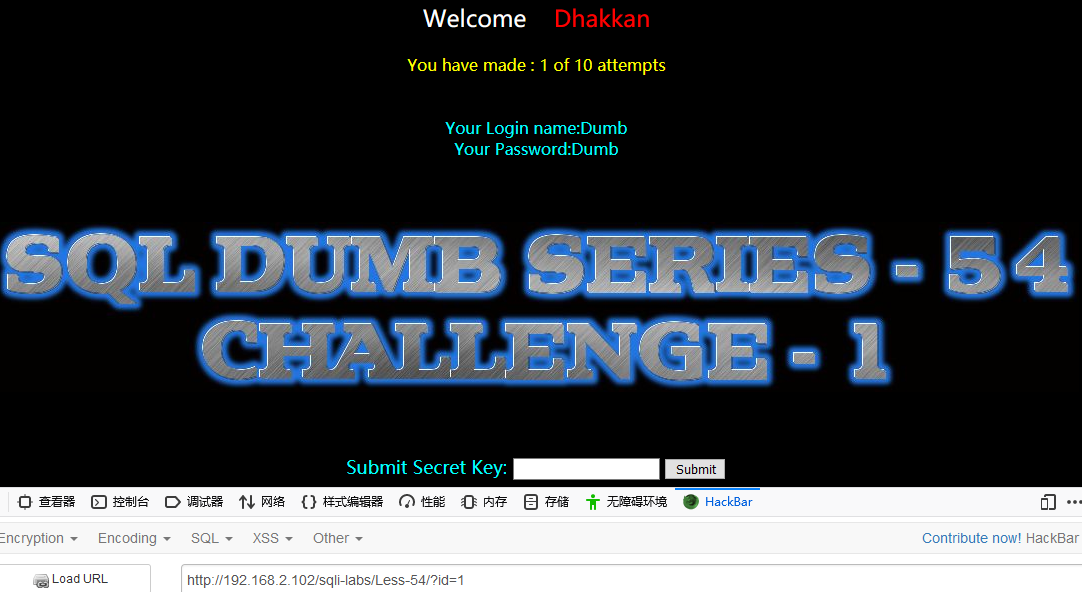 Welcome Dhakkan
You have made : 1 of 10 attempts
Your Login name:Dumb
Your Password:Dumb
SQL DUMB SERIES - 54
CHALLENGE - 1
Submit Secret Key: Submit
查看器 控制台 调试器 网络 样式编辑器 性能 内存 存储 无障碍环境 HackBar
Encryption Encoding SQL XSS Other Contribute now! HackBar
Load URL http://192.168.2.102/sqli-labs/Less-54/?id=1